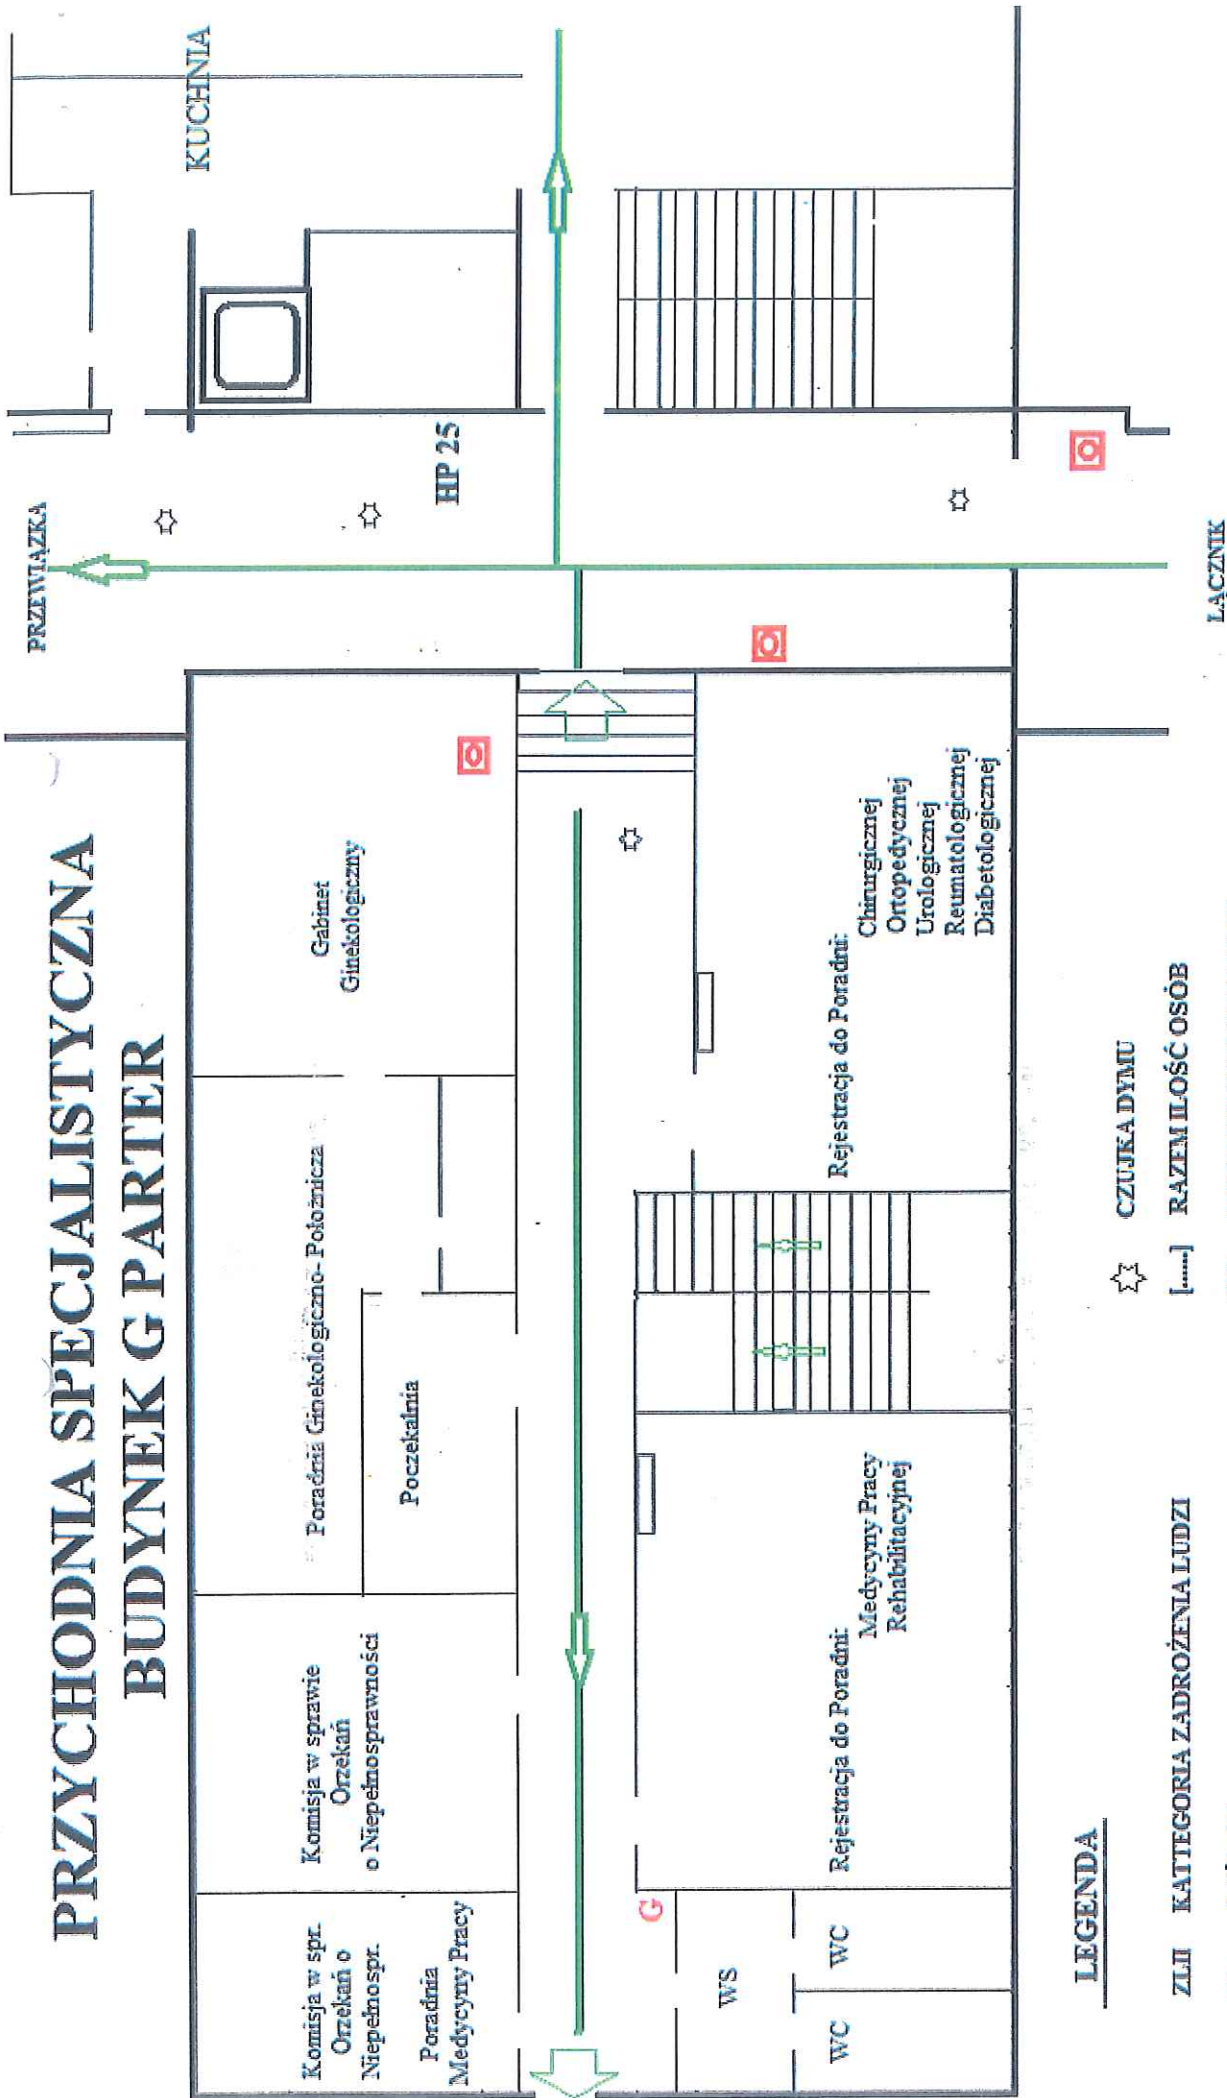 PRZYCHODNIA SPECJALISTYCZNA
BUDYNEK G PARTER
PRZEWIĄZKA
KUCHNIA
HP 25
Komisja w spr.
Orzekań o
Niepełnospr.
Poradnia
Medycyny Pracy
Komisja w sprawie
Orzekań
o Niepełnosprawności
Poradnia Ginekologiczno-Położnicza
Poczekalnia
Gabinet
Ginekologiczny
G
WS
WC
WC
Rejestracja do Poradni:
Medycyny Pracy
Rehabilitacyjnej
Rejestracja do Poradni:
Chirurgicznej
Ortopedycznej
Urologicznej
Reumatologicznej
Diabetologicznej
ŁĄCZNIK
LEGENDA
CZUJKA DYMU
ZLII KATTEGORIA ZADROŻENIA LUDZI
[......] RAZEM ILOŚĆ OSÓB